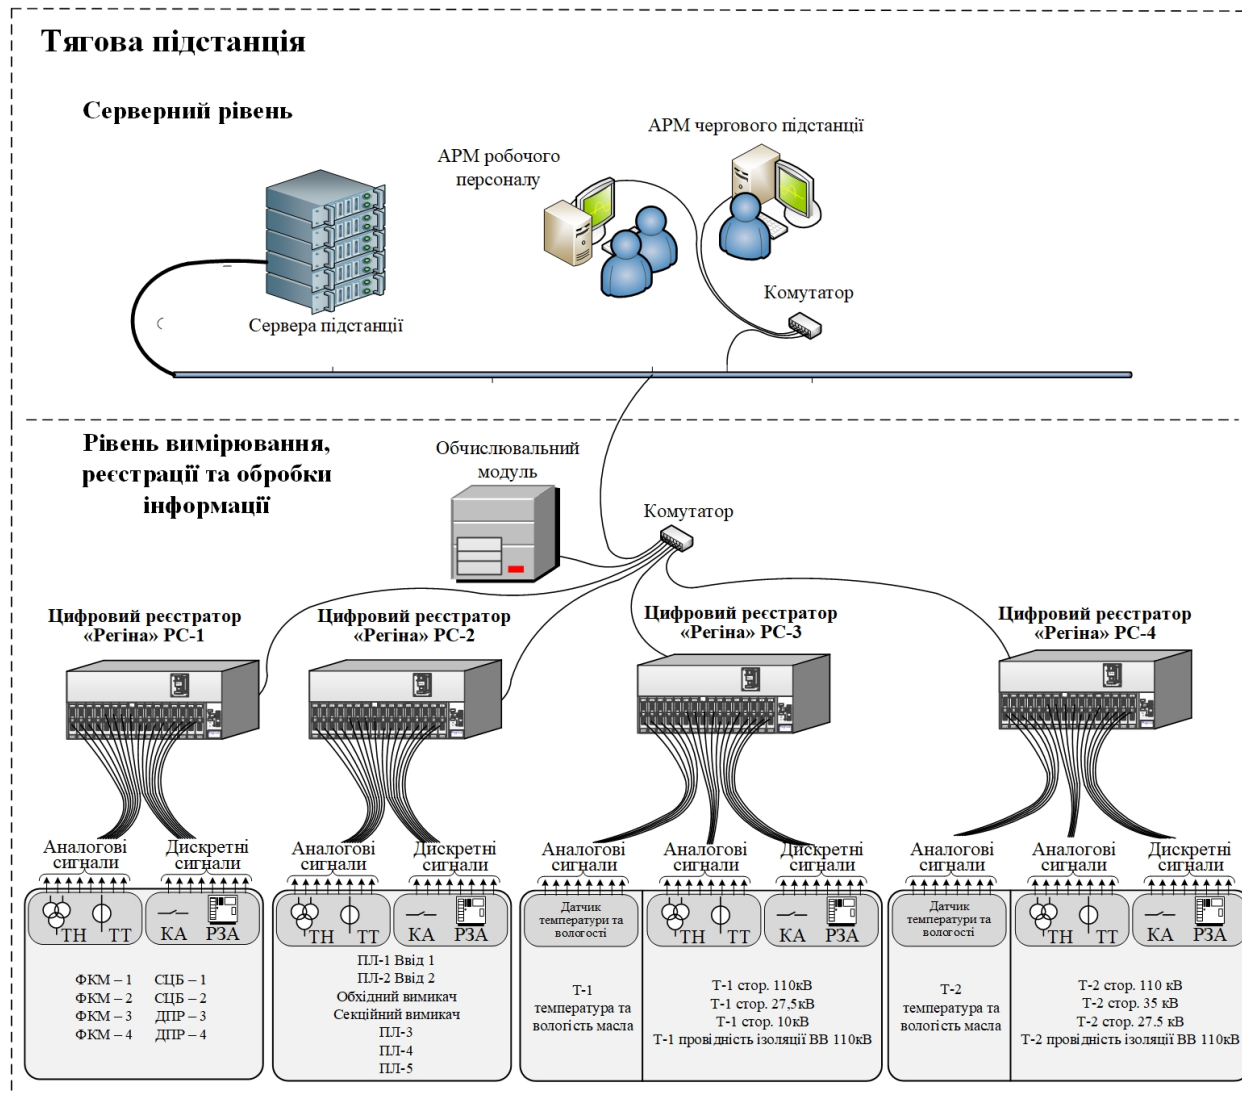 Тягова підстанція
Серверний рівень
АРМ чергового підстанції
АРМ робочого
персоналу
Комутатор
Сервера підстанції
Рівень вимірювання,
реєстрації та обробки
інформації
Обчислювальний
модуль
Комутатор
Цифровий реєстратор
«Регіна» РС-1
Цифровий реєстратор
«Регіна» РС-2
Цифровий реєстратор
«Регіна» РС-3
Цифровий реєстратор
«Регіна» РС-4
Аналогові
сигнали
Дискретні
сигнали
Аналогові
сигнали
Дискретні
сигнали
Аналогові
сигнали
Аналогові
сигнали
Дискретні
сигнали
Аналогові
сигнали
Аналогові
сигнали
Дискретні
сигнали
ТН ТТ
КА РЗА
ФКМ – 1 СЦБ – 1
ФКМ – 2 СЦБ – 2
ФКМ – 3 ДПР – 3
ФКМ – 4 ДПР – 4
ТН ТТ
КА РЗА
ПЛ-1 Ввід 1
ПЛ-2 Ввід 2
Обхідний вимикач
Секційний вимикач
ПЛ-3
ПЛ-4
ПЛ-5
Датчик
температури та
вологості
Т-1
температура та
вологість масла
ТН ТТ
КА РЗА
Т-1 стор. 110кВ
Т-1 стор. 27,5кВ
Т-1 стор. 10кВ
Т-1 провідність ізоляції ВВ 110кВ
Датчик
температури та
вологості
Т-2
температура та
вологість масла
ТН ТТ
КА РЗА
Т-2 стор. 110 кВ
Т-2 стор. 35 кВ
Т-2 стор. 27.5 кВ
Т-2 провідність ізоляції ВВ 110кВ